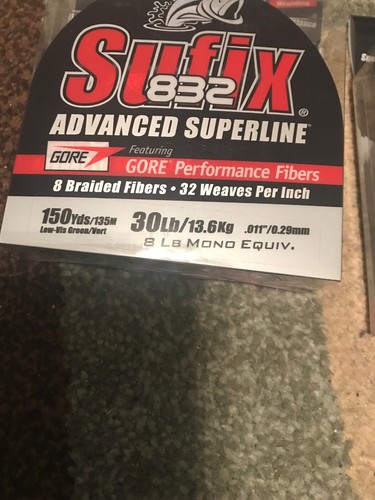 Sufix
832
®
ADVANCED SUPERLINE™
GORE
Featuring
GORE® Performance Fibers
8 Braided Fibers • 32 Weaves Per Inch
150Yds/135M
Low-Vis Green/Vert
30Lb/13.6Kg
.011"/0.29mm
8 Lb Mono Equiv.